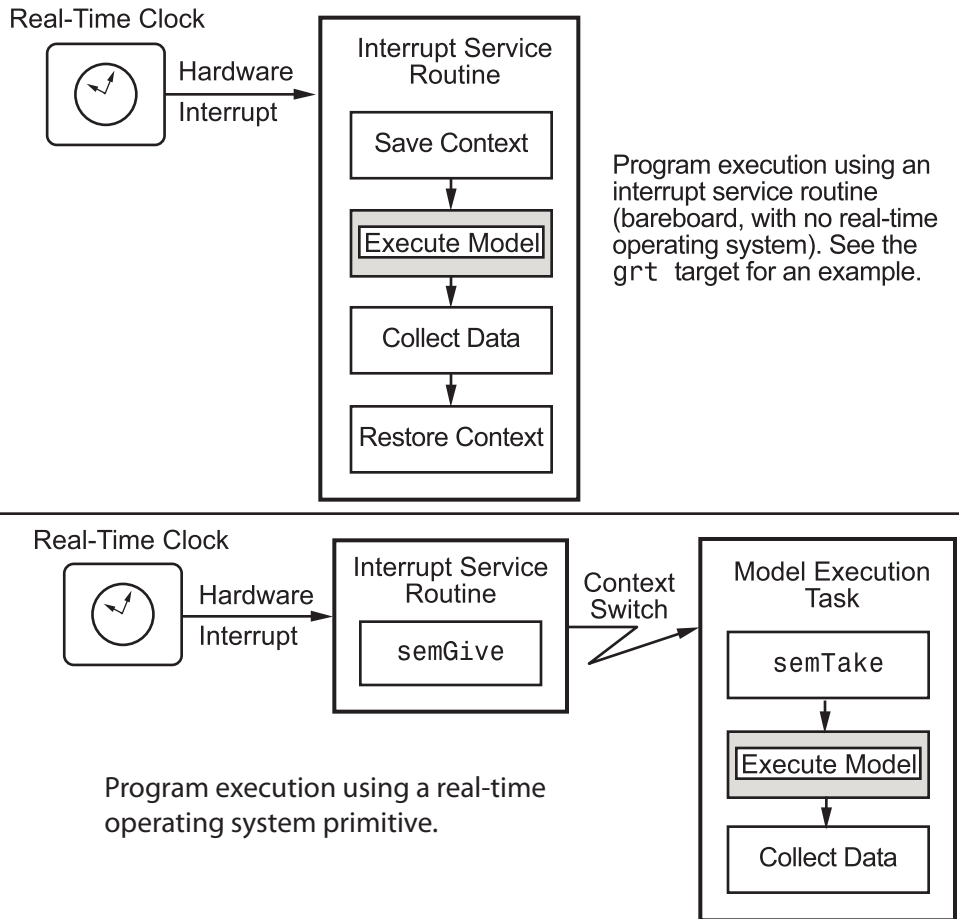 Real-Time Clock
Hardware
Interrupt
Interrupt Service
Routine
Save Context
Execute Model
Collect Data
Restore Context
Program execution using an
interrupt service routine
(bareboard, with no real-time
operating system). See the
grt target for an example.
Real-Time Clock
Hardware
Interrupt
Interrupt Service
Routine
semGive
Context
Switch
Model Execution
Task
semTake
Execute Model
Collect Data
Program execution using a real-time
operating system primitive.